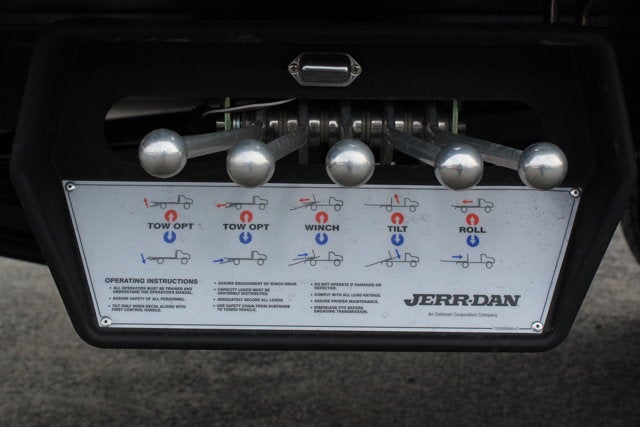 TOW OPT TOW OPT WINCH TILT ROLL
OPERATING INSTRUCTIONS
• ALL OPERATORS MUST BE TRAINED AND
UNDERSTAND THE OPERATOR'S MANUAL.
• ASSURE SAFETY OF ALL PERSONNEL.
• TILT ONLY WHEN DECAL ALIGNS WITH
FIRST CONTROL HANDLE.
• ASSURE ENGAGEMENT OF WINCH DRUM.
• CAPACITY LOADS MUST BE
UNIFORMLY DISTRIBUTED.
• ADEQUATELY SECURE ALL LOADS.
• USE SAFETY CHAIN FROM SUBFRAME
TO TOWED VEHICLE.
• DO NOT OPERATE IF DAMAGED OR
DEFECTIVE.
• COMPLY WITH ALL LOAD RATINGS.
• ASSURE PROPER MAINTENANCE.
• DISENGAGE PTO BEFORE
ENGAGING TRANSMISSION.
JERR-DAN
An Oshkosh Corporation Company